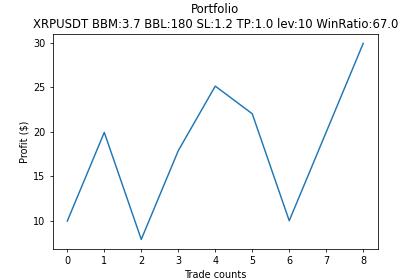 Portfolio
XRPUSDT BBM:3.7 BBL:180 SL:1.2 TP:1.0 lev:10 WinRatio:67.0
30
25
20
15
10
Profit ($)
0 1 2 3 4 5 6 7 8
Trade counts